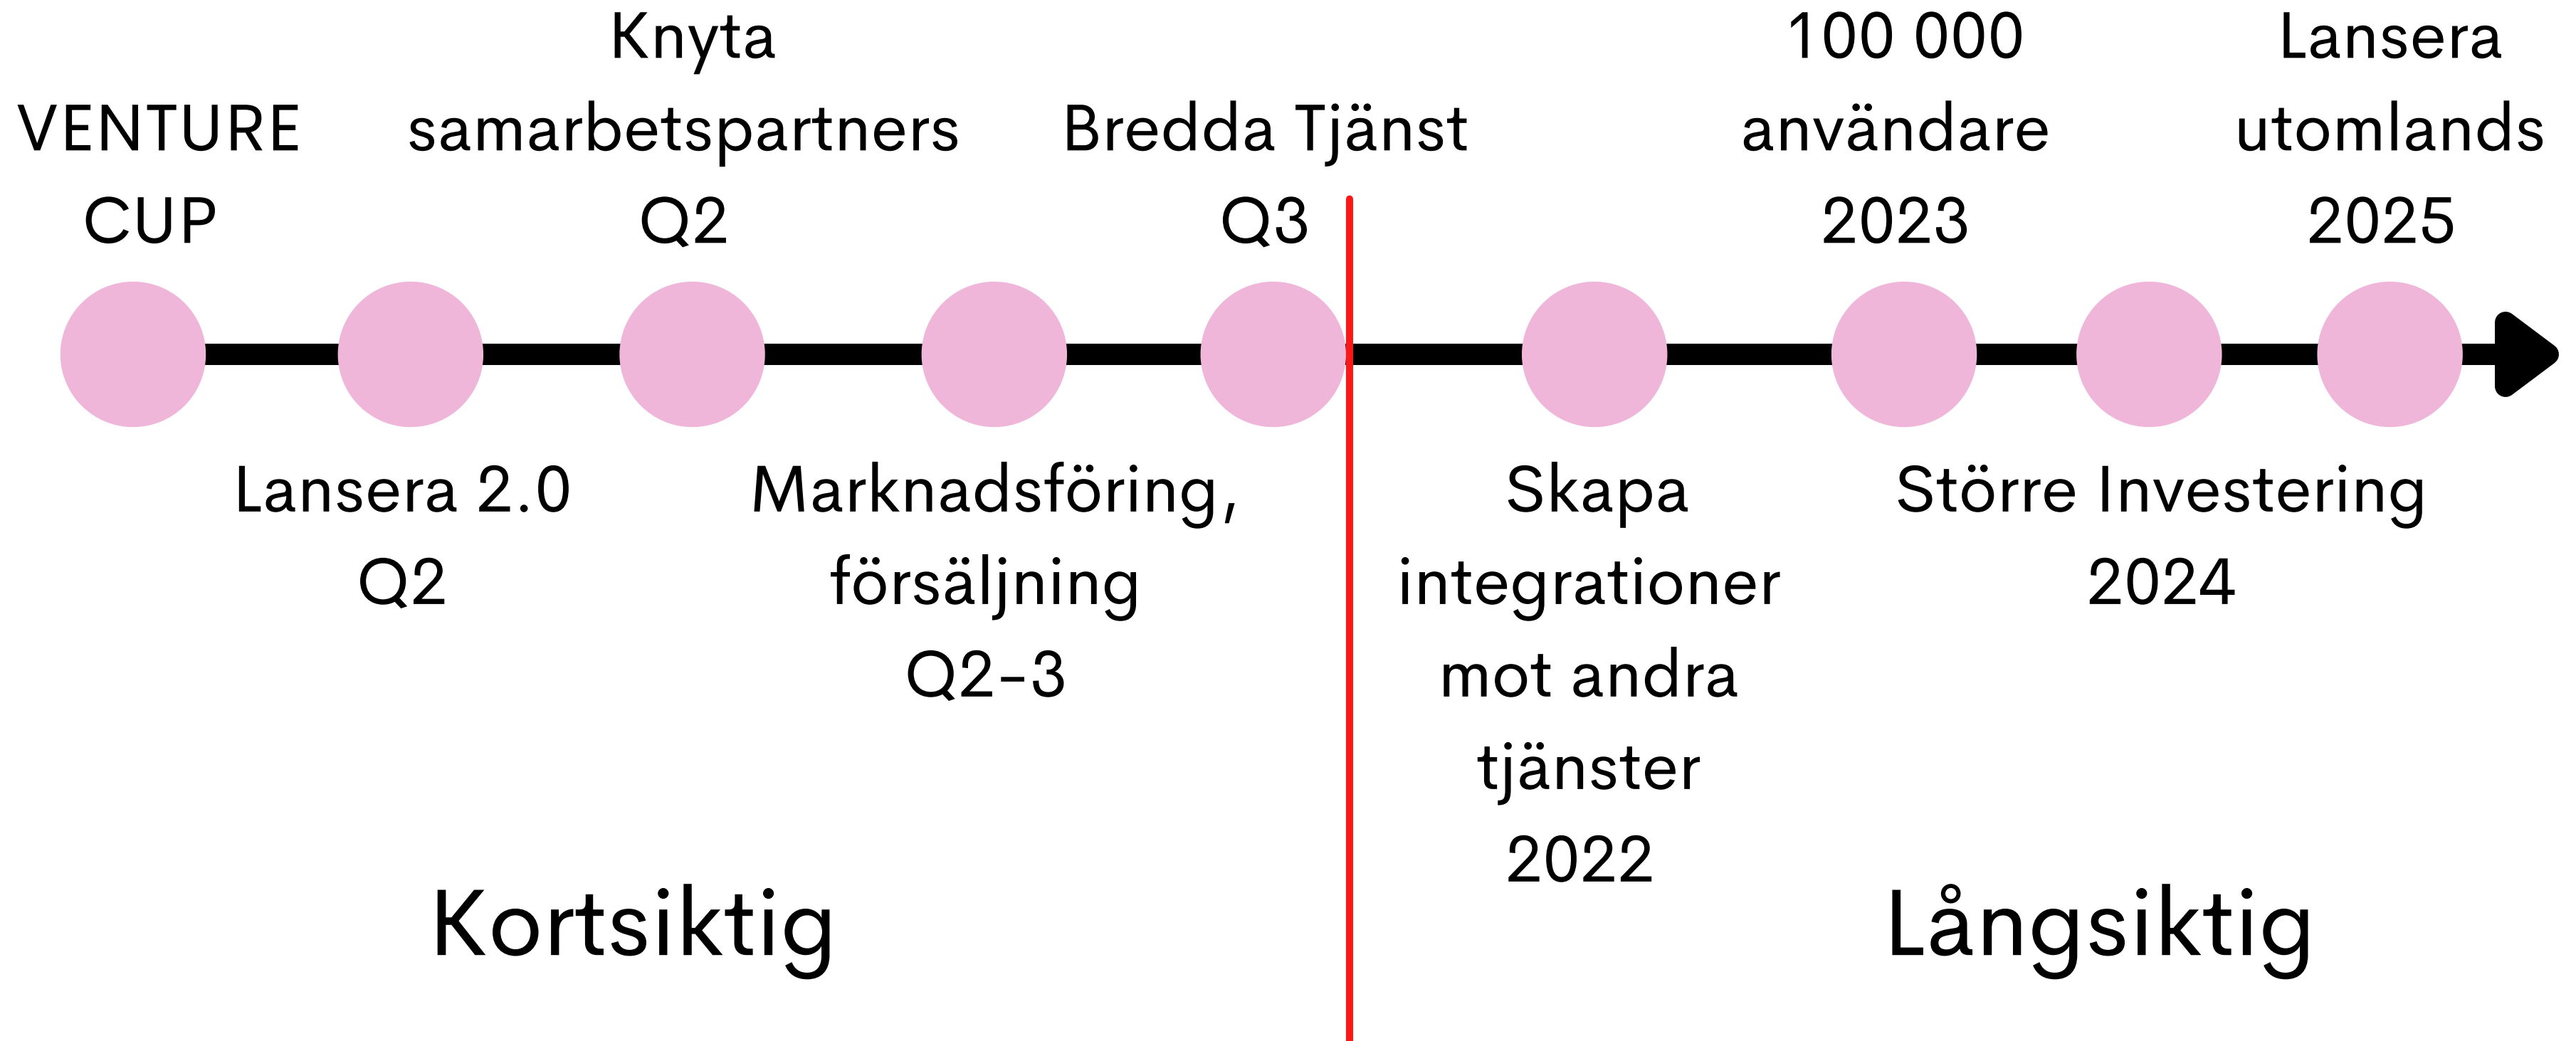 VENTURE
CUP
Lansera 2.0
Q2
Knyta
samarbetspartners
Q2
Marknadsföring,
försäljning
Q2-3
Bredda Tjänst
Q3
Skapa
integrationer
mot andra
tjänster
2022
100 000
användare
2023
Större Investering
2024
Lansera
utomlands
2025
Kortsiktig
Långsiktig